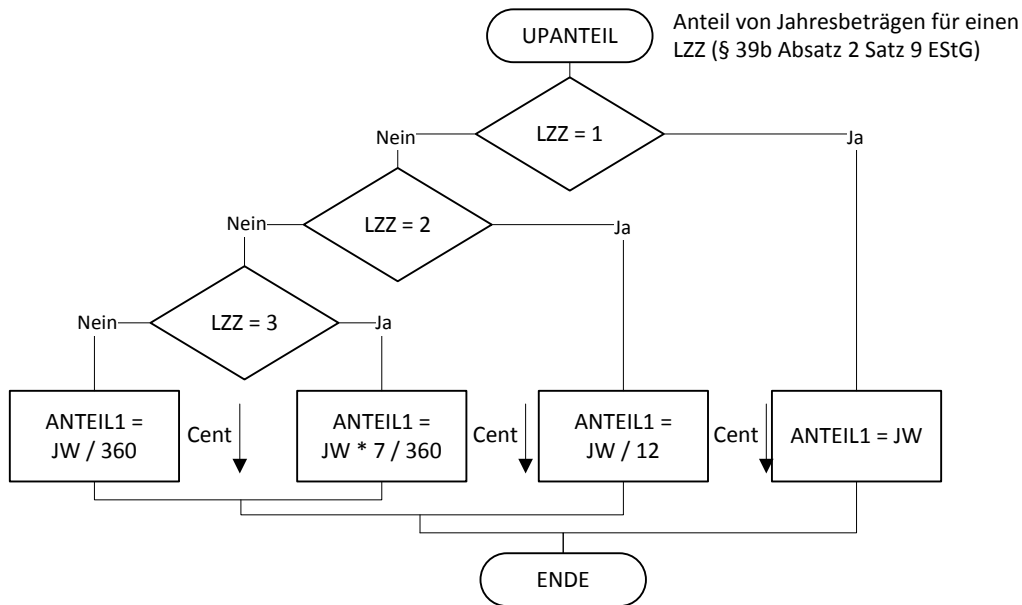 UPANTEIL
Anteil von Jahresbeträgen für einen
LZZ (§ 39b Absatz 2 Satz 9 EStG)
LZZ = 1
Nein
Ja
LZZ = 2
Nein
Ja
LZZ = 3
Nein
Ja
ANTEIL1 =
JW / 360
Cent
ANTEIL1 =
JW * 7 / 360
Cent
ANTEIL1 =
JW / 12
Cent
ANTEIL1 = JW
ENDE